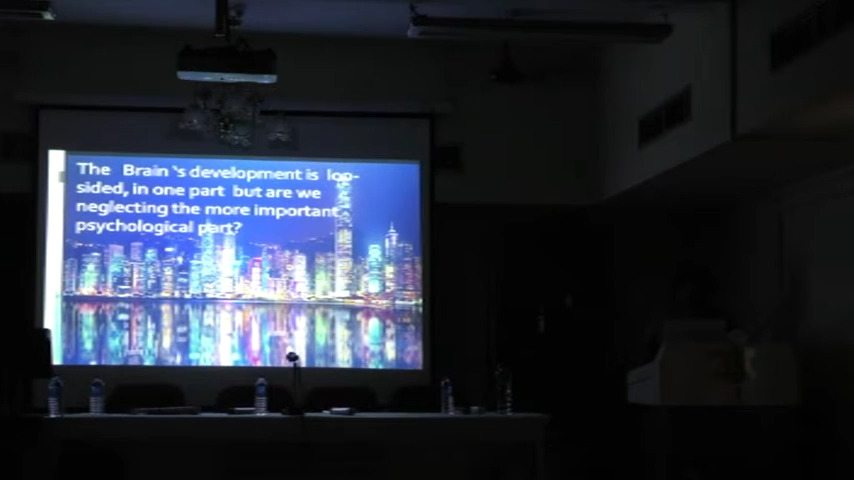 The Brain 's development is lop-
sided, in one part but are we
neglecting the more important
psychological part?